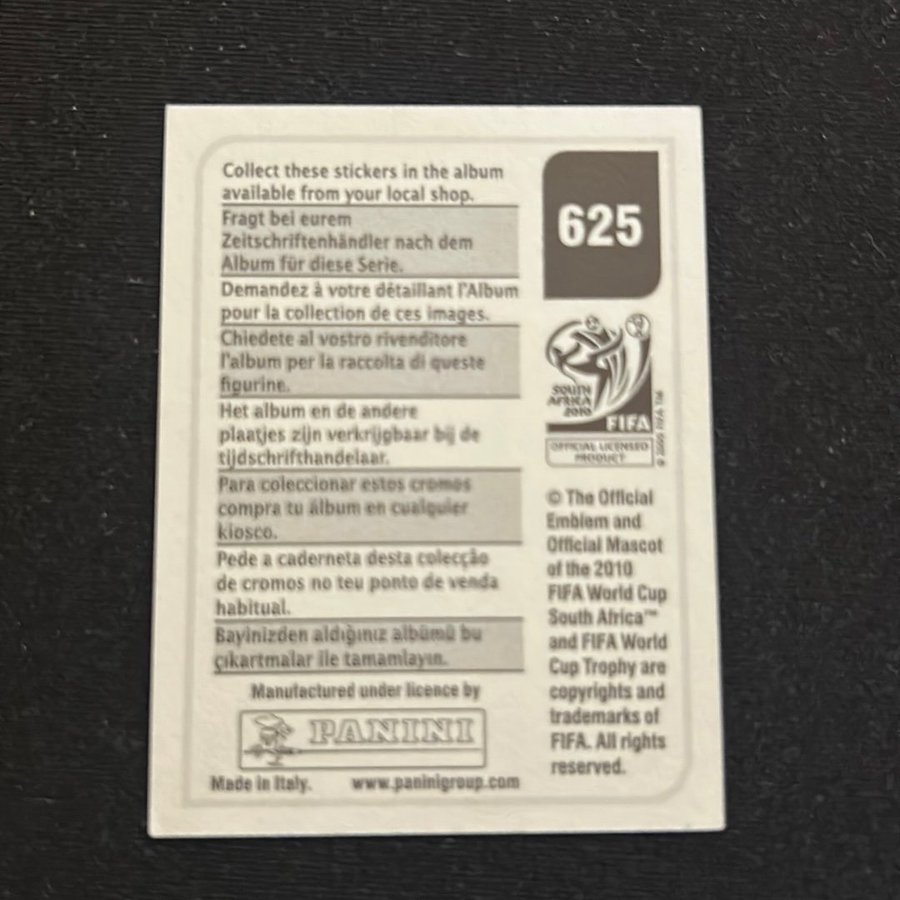 Collect these stickers in the album
available from your local shop.
Fragt bei eurem
Zeitschriftenhändler nach dem
Album für diese Serie.
Demandez à votre détaillant l'Album
pour la collection de ces images.
Chiedete al vostro rivenditore
l'album per la raccolta di queste
figurine.
Het album en de andere
plaatjes zijn verkrijgbaar bij de
tijdschrifthandelaar.
Para coleccionar estos cromos
compra tu álbum en cualquier
kiosco.
Pede a caderneta desta colecção
de cromos no teu ponto de venda
habitual.
Bayinizden aldığınız albümü bu
çıkartmalar ile tamamlayın.
Manufactured under licence by
PANINI
Made in Italy. www.paninigroup.com
625
SOUTH
AFRICA
2010
FIFA
© 2009 FIFA TM
OFFICIAL LICENSED
PRODUCT
© The Official
Emblem and
Official Mascot
of the 2010
FIFA World Cup
South Africa™
and FIFA World
Cup Trophy are
copyrights and
trademarks of
FIFA. All rights
reserved.